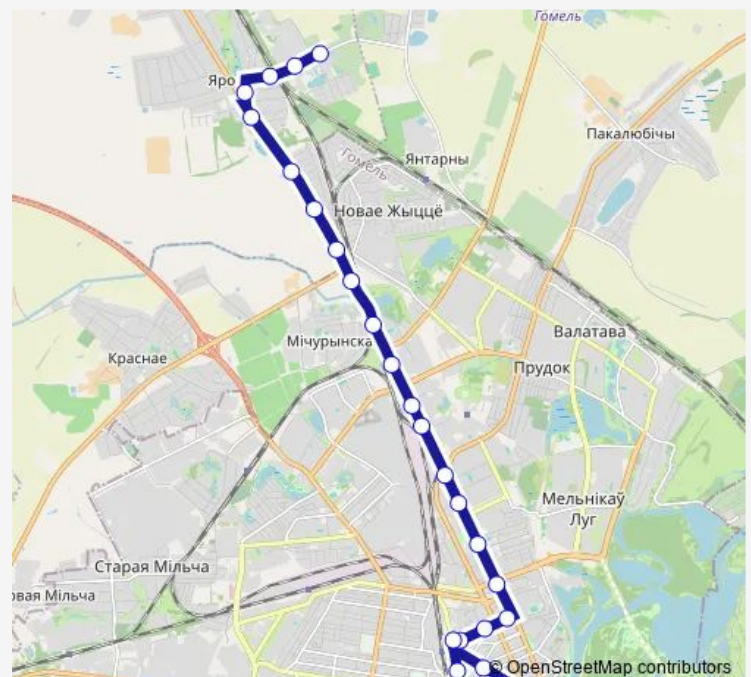 Гомель
Яро
Пакалюбічы
Янтарны
Гомель
Новае Жыццё
Мічурынска
Валатава
Краснае
Прудок
Мельнікаў
Луг
Старая Мільча
овая Мільча
© OpenStreetMap contributors